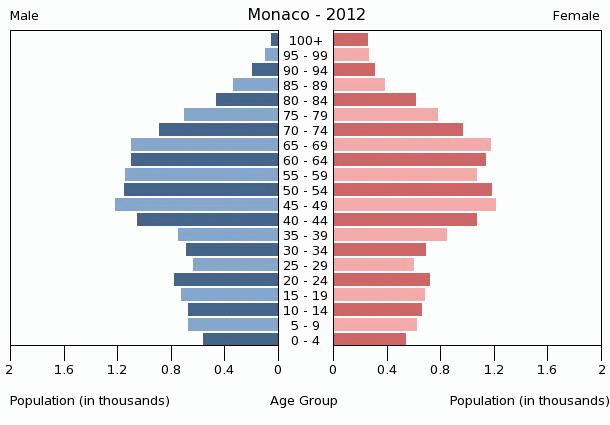 Male Monaco - 2012 Female
100+
95 - 99
90 - 94
85 - 89
80 - 84
75 - 79
70 - 74
65 - 69
60 - 64
55 - 59
50 - 54
45 - 49
40 - 44
35 - 39
30 - 34
25 - 29
20 - 24
15 - 19
10 - 14
5 - 9
0 - 4
2 1.6 1.2 0.8 0.4 0 0 0.4 0.8 1.2 1.6 2
Population (in thousands) Age Group Population (in thousands)